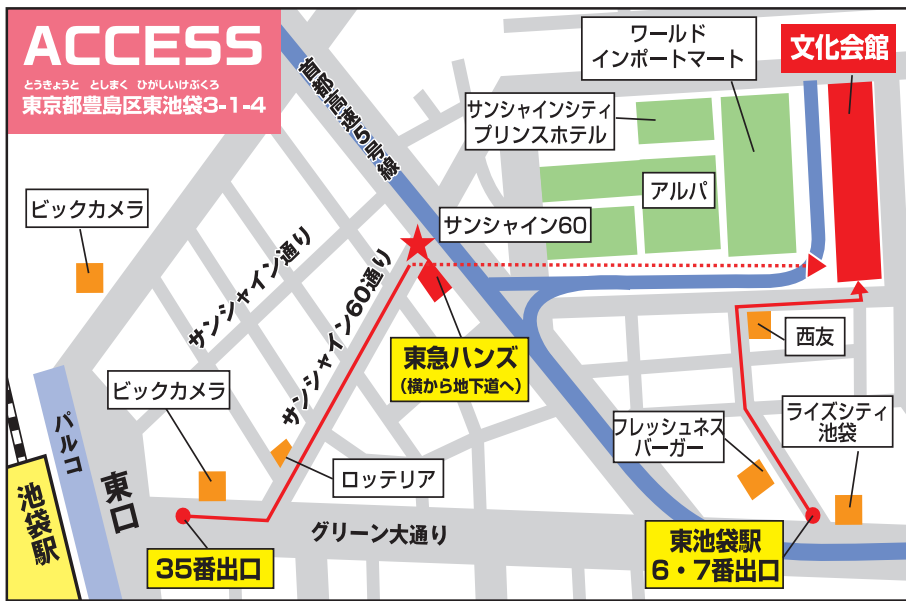 ACCESS
とうきょうと としまく ひがしいけぶくろ
東京都豊島区東池袋3-1-4
首都高速5号線
ワールド
インポートマート
文化会館
サンシャインシティ
プリンスホテル
アルパ
ビックカメラ
サンシャイン60
サンシャイン通り
サンシャイン60通り
東急ハンズ
(横から地下道へ)
西友
ビックカメラ
パルコ
ロッテリア
フレッシュネス
バーガー
ライズシティ
池袋
池袋駅
東口
グリーン大通り
35番出口
東池袋駅
6・7番出口